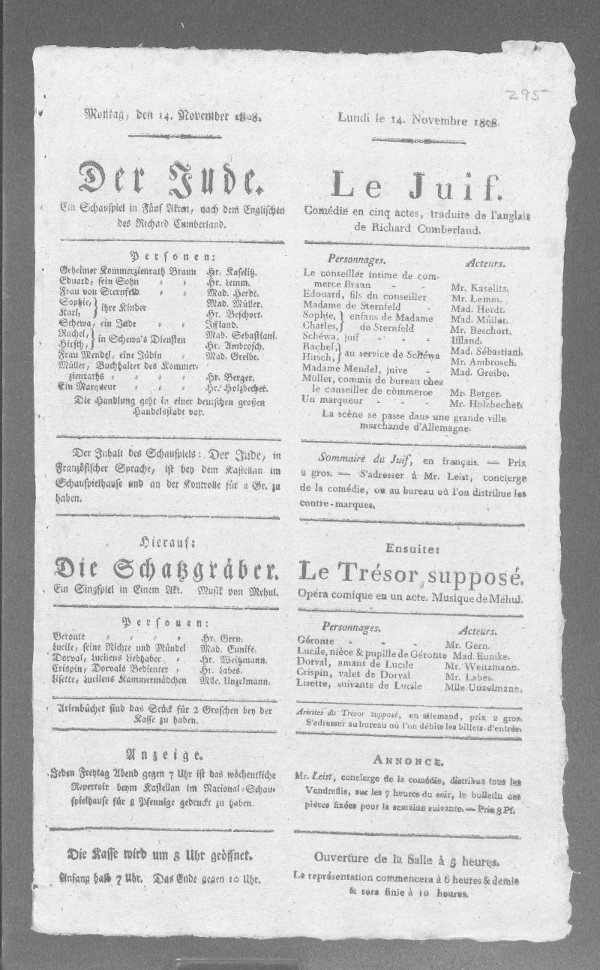 295
Montag, den 14. November 1808.
Der Jude.
Ein Schauspiel in Fünf Akten, nach dem Englischen
des Richard Cumberland.
Personen:
Geheimer Kommerzienrath Braun Hr. Kaselitz.
Eduard, sein Sohn Hr. Lemm.
Frau von Sternfeld Mad. Herdt.
Sophie, } ihre Kinder Mad. Müller.
Karl, Hr. Beschort.
Schewa, ein Jude Iffland.
Rachel, } in Schewa's Diensten Mad. Sebastiani.
Hirsch, Hr. Ambrosch.
Frau Mendel, eine Jüdin Mad. Greibe.
Müller, Buchhalter des Kommer-
zienraths Hr. Berger.
Ein Marqueur Hr. Holzbecher.
Die Handlung geht in einer deutschen großen
Handelsstadt vor.
Der Inhalt des Schauspiels: Der Jude, in
Französischer Sprache, ist bey dem Kastellan im
Schauspielhause und an der Kontrolle für 2 Gr. zu
haben.
Hierauf:
Die Schatzgräber.
Ein Singspiel in Einem Akt. Musik von Mehul.
Personen:
Geronte Hr. Gern.
Lucile, seine Nichte und Mündel Mad. Eunike.
Dorval, Lucilens Liebhaber Hr. Weitzmann.
Crispin, Dorvals Bedienter Hr. Labes.
Lisette, Lucilens Kammermädchen Mlle. Unzelmann.
Arienbücher sind das Stück für 2 Groschen bey der
Kasse zu haben.
Anzeige.
Jeden Freytag Abend gegen 7 Uhr ist das wöchentliche
Repertoir beym Kastellan im National-Schau-
spielhause für 8 Pfennige gedruckt zu haben.
Die Kasse wird um 5 Uhr geöffnet.
Anfang halb 7 Uhr. Das Ende gegen 10 Uhr.
Lundi le 14. Novembre 1808.
Le Juif.
Comédie en cinq actes, traduite de l'anglais
de Richard Cumberland.
Personnages. Acteurs.
Le conseiller intime de com-
merce Braun - - Mr. Kaselitz.
Edouard, fils du conseiller Mr. Lemm.
Madame de Sternfeld - Mad. Herdt.
Sophie, } enfans de Madame Mad. Müller.
Charles, de Sternfeld Mr. Beschort.
Schéwa, juif - - Iffland.
Rachel, } au service de Schéwa Mad. Sébastiani.
Hirsch, Mr. Ambrosch.
Madame Mendel, juive - Mad. Greibe.
Müller, commis de bureau chez
le conseiller de commerce Mr. Berger.
Un marqueur - - - Mr. Holzbecher.
La scène se passe dans une grande ville
marchande d'Allemagne.
Sommaire du Juif, en français. — Prix
2 gros. — S'adresser à Mr. Leist, concierge
de la comédie, ou au bureau où l'on distribue les
contre-marques.
Ensuite:
Le Trésor supposé.
Opéra comique en un acte. Musique de Méhul.
Personnages. Acteurs.
Géronte - - Mr. Gern.
Lucile, nièce & pupille de Géronte Mad. Eunike.
Dorval, amant de Lucile Mr. Weitzmann.
Crispin, valet de Dorval Mr. Labes.
Lisette, suivante de Lucile Mlle. Unzelmann.
Ariettes du Trésor supposé, en allemand, prix 2 gros.
S'adresser au bureau où l'on débite les billets-d'entrée.
Annonce.
Mr. Leist, concierge de la comédie, distribue tous les
Vendredis, sur les 7 heures du soir, le bulletin des
pièces fixées pour la semaine suivante. — Prix 8 Pf.
Ouverture de la Salle à 5 heures.
La représentation commencera à 6 heures & demie
& sera finie à 10 heures.